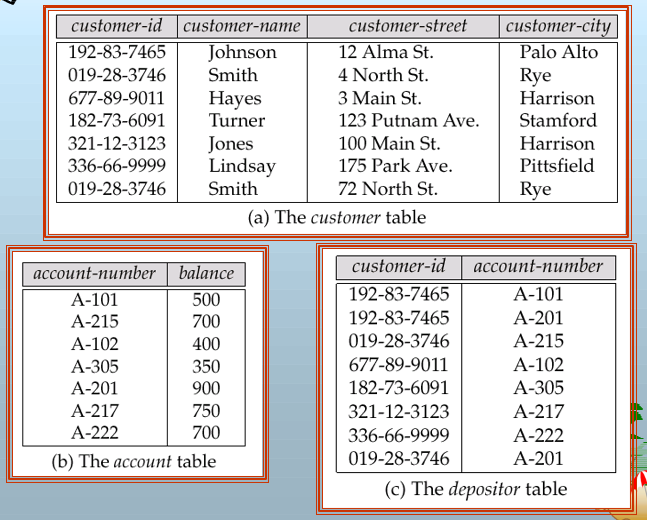 customer-id customer-name customer-street customer-city
192-83-7465 Johnson 12 Alma St. Palo Alto
019-28-3746 Smith 4 North St. Rye
677-89-9011 Hayes 3 Main St. Harrison
182-73-6091 Turner 123 Putnam Ave. Stamford
321-12-3123 Jones 100 Main St. Harrison
336-66-9999 Lindsay 175 Park Ave. Pittsfield
019-28-3746 Smith 72 North St. Rye
(a) The customer table
account-number balance
A-101 500
A-215 700
A-102 400
A-305 350
A-201 900
A-217 750
A-222 700
(b) The account table
customer-id account-number
192-83-7465 A-101
192-83-7465 A-201
019-28-3746 A-215
677-89-9011 A-102
182-73-6091 A-305
321-12-3123 A-217
336-66-9999 A-222
019-28-3746 A-201
(c) The depositor table